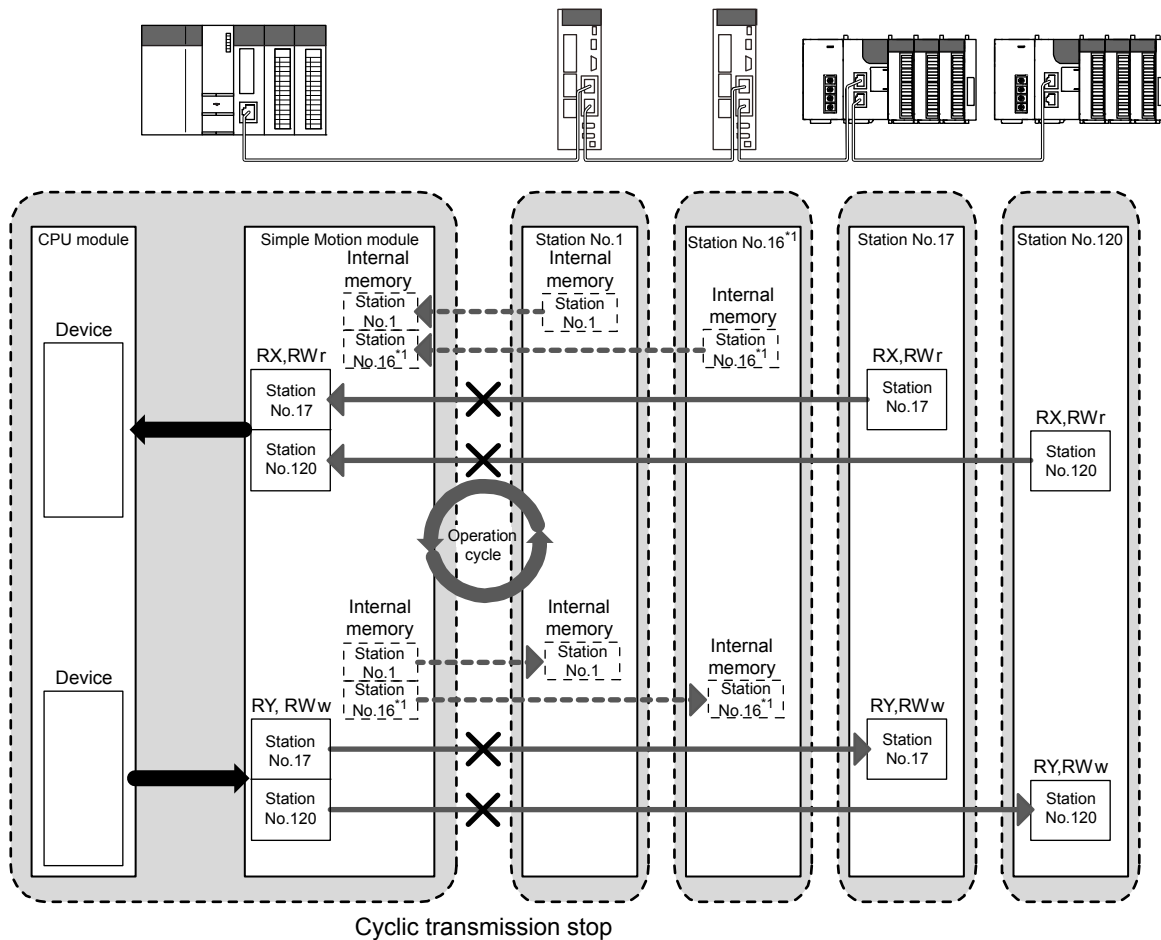 CPU module
Simple Motion module
Station No.1
Station No.16*1
Station No.17
Station No.120
Internal
memory
Internal
memory
Station
No.1
Station
No.1
Internal
memory
Device
Station
No.16*1
Station
No.16*1
RX,RWr
RX,RWr
Station
No.17
Station
No.17
RX,RWr
Station
No.120
Station
No.120
Operation
cycle
Internal
memory
Internal
memory
Station
No.1
Station
No.1
Internal
memory
Device
Station
No.16*1
Station
No.16*1
RY, RWw
RY,RWw
Station
No.17
Station
No.17
RY,RWw
Station
No.120
Station
No.120
Cyclic transmission stop